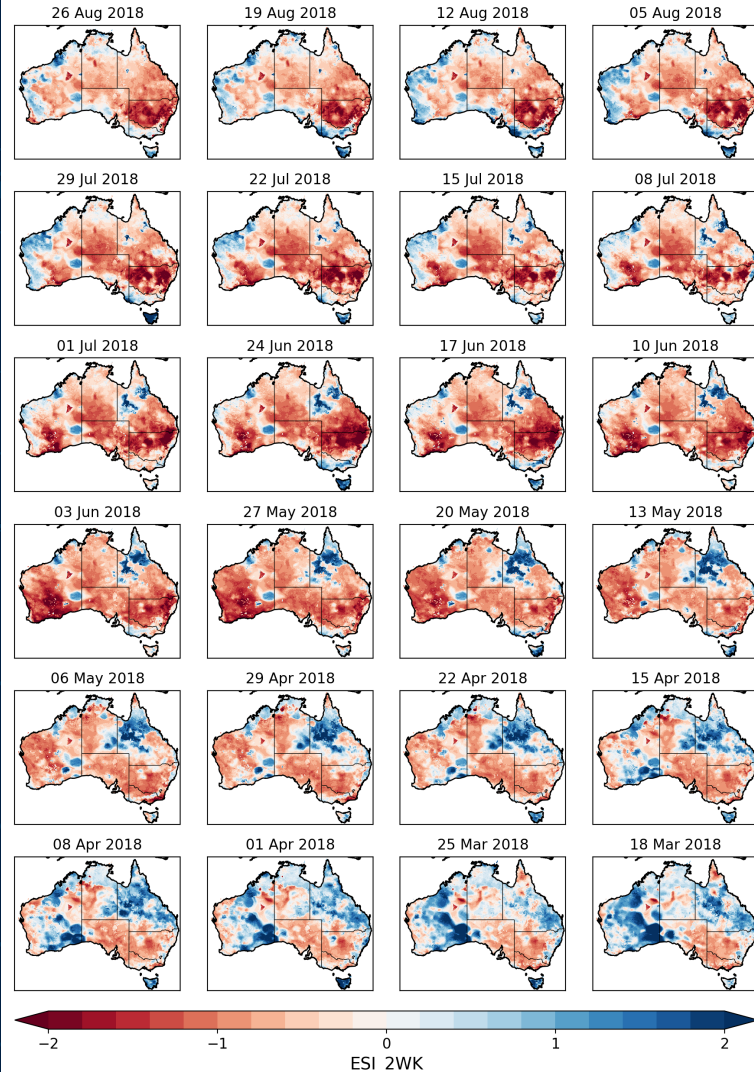 26 Aug 2018 19 Aug 2018 12 Aug 2018 05 Aug 2018
29 Jul 2018 22 Jul 2018 15 Jul 2018 08 Jul 2018
01 Jul 2018 24 Jun 2018 17 Jun 2018 10 Jun 2018
03 Jun 2018 27 May 2018 20 May 2018 13 May 2018
06 May 2018 29 Apr 2018 22 Apr 2018 15 Apr 2018
08 Apr 2018 01 Apr 2018 25 Mar 2018 18 Mar 2018
−2 −1 0 1 2
ESI 2WK